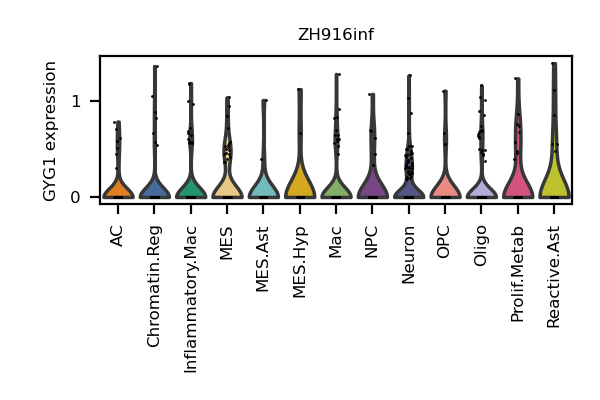 ZH916inf
GYG1 expression
1
0
AC
Chromatin.Reg
Inflammatory.Mac
MES
MES.Ast
MES.Hyp
Mac
NPC
Neuron
OPC
Oligo
Prolif.Metab
Reactive.Ast